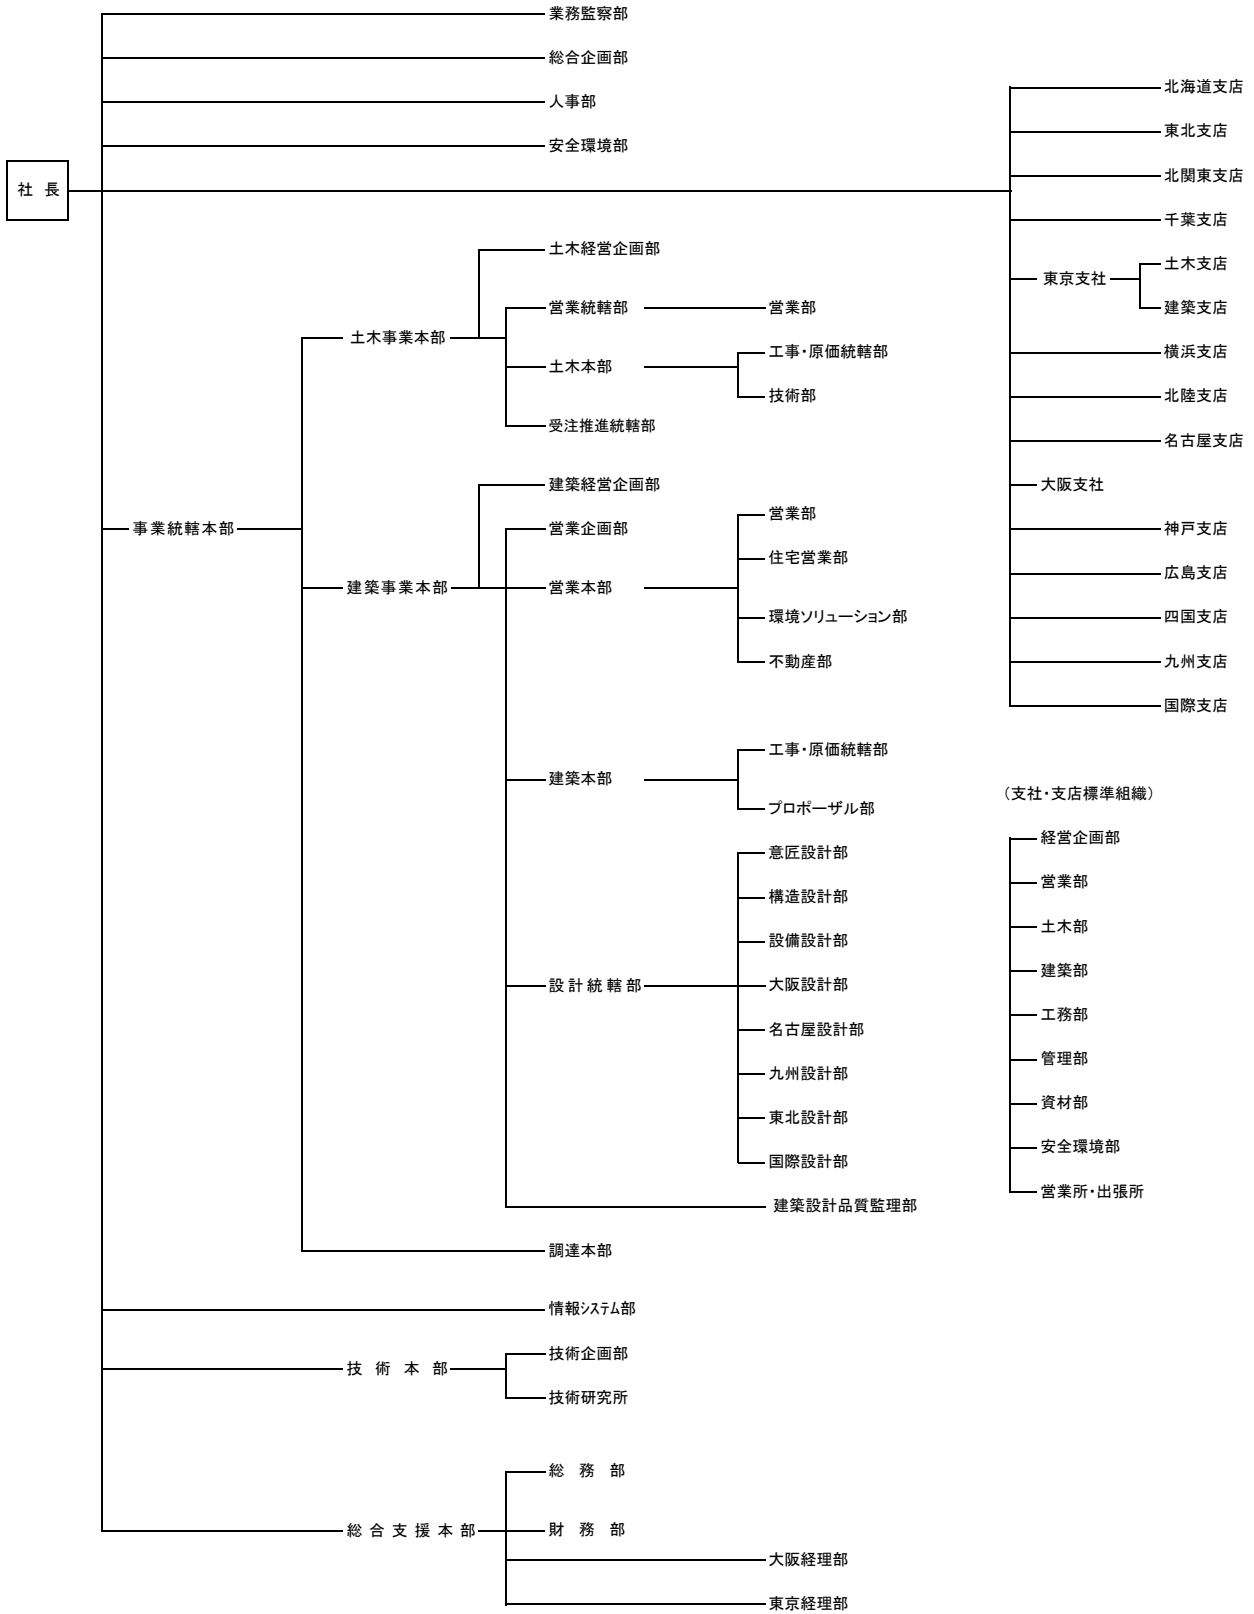 業務監察部
総合企画部
人事部
安全環境部
社 長
土木経営企画部
営業統轄部
営業部
土木事業本部
工事・原価統轄部
土木本部
技術部
受注推進統轄部
建築経営企画部
営業企画部
営業部
事業統轄本部
住宅営業部
建築事業本部
営業本部
環境ソリューション部
不動産部
工事・原価統轄部
建築本部
プロポーザル部
意匠設計部
構造設計部
設備設計部
設計統轄部
大阪設計部
名古屋設計部
九州設計部
東北設計部
国際設計部
建築設計品質監理部
調達本部
情報システム部
技術企画部
技 術 本 部
技術研究所
総 務 部
総 合 支 援 本 部
財 務 部
大阪経理部
東京経理部
北海道支店
東北支店
北関東支店
千葉支店
東京支社
土木支店
建築支店
横浜支店
北陸支店
名古屋支店
大阪支社
神戸支店
広島支店
四国支店
九州支店
国際支店
（支社・支店標準組織）
経営企画部
営業部
土木部
建築部
工務部
管理部
資材部
安全環境部
営業所・出張所